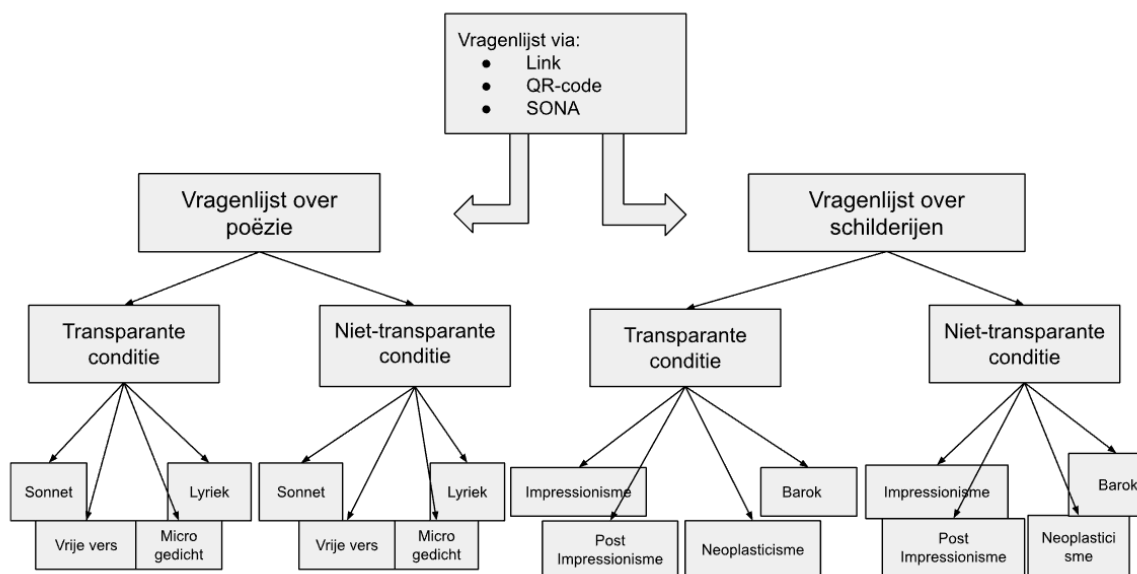 Vragenlijst via:
● Link
● QR-code
● SONA
Vragenlijst over
poëzie
Vragenlijst over
schilderijen
Transparante
conditie
Niet-transparante
conditie
Transparante
conditie
Niet-transparante
conditie
Sonnet
Vrije vers
Micro
gedicht
Lyriek
Sonnet
Vrije vers
Micro
gedicht
Lyriek
Impressionisme
Post
Impressionisme
Neoplasticisme
Barok
Impressionisme
Post
Impressionisme
Neoplastici
sme
Barok